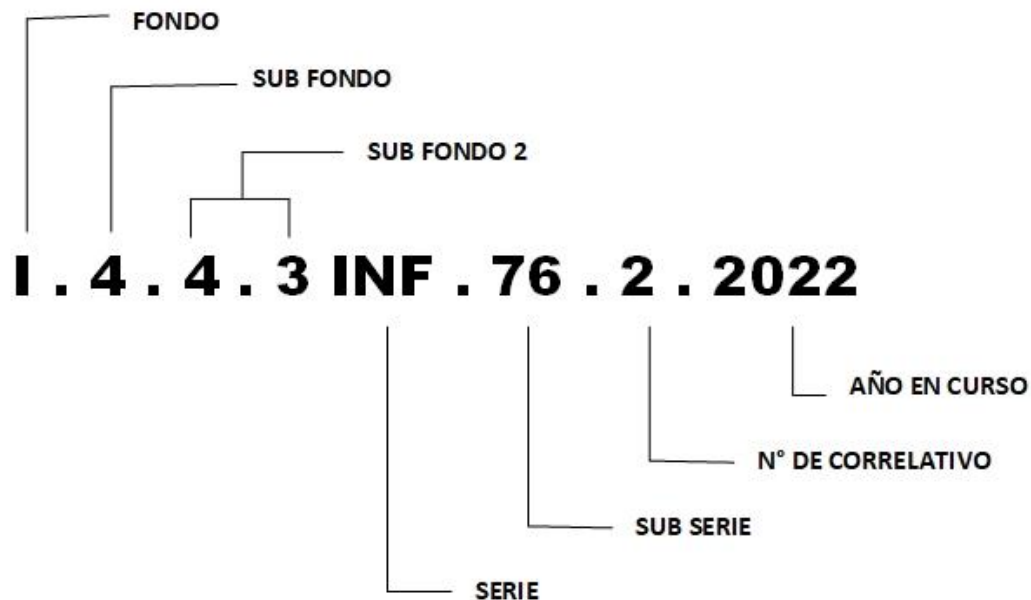 FONDO
SUB FONDO
SUB FONDO 2
I . 4 . 4 . 3 INF . 76 . 2 . 2022
AÑO EN CURSO
N° DE CORRELATIVO
SUB SERIE
SERIE